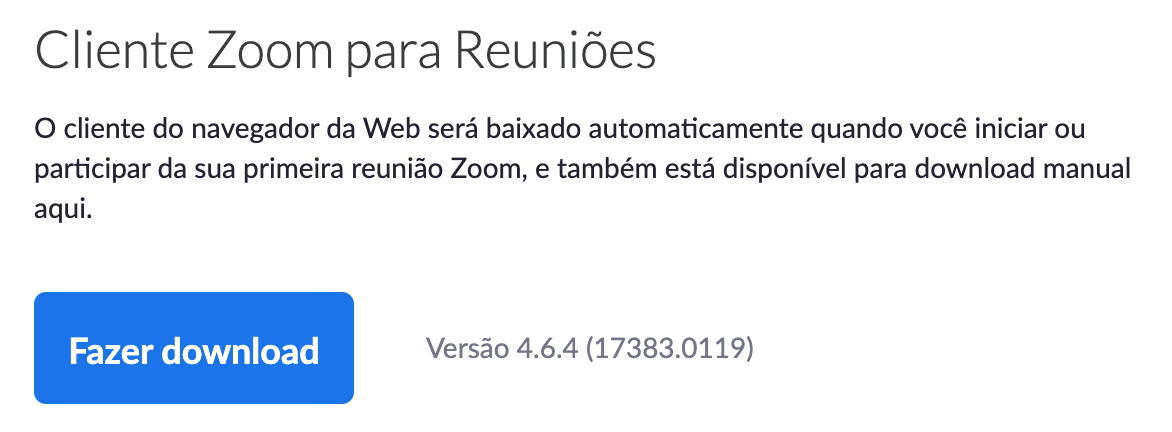 Cliente Zoom para Reuniões
O cliente do navegador da Web será baixado automaticamente quando você iniciar ou
participar da sua primeira reunião Zoom, e também está disponível para download manual
aqui.
Fazer download
Versão 4.6.4 (17383.0119)